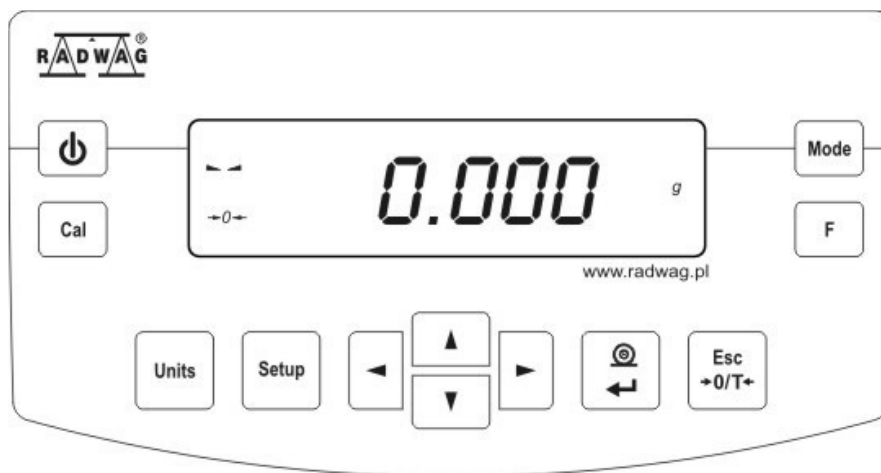 RADWAG®
Mode
Cal
→0←
0.000
g
F
www.radwag.pl
Units
Setup
Esc
→0/T←